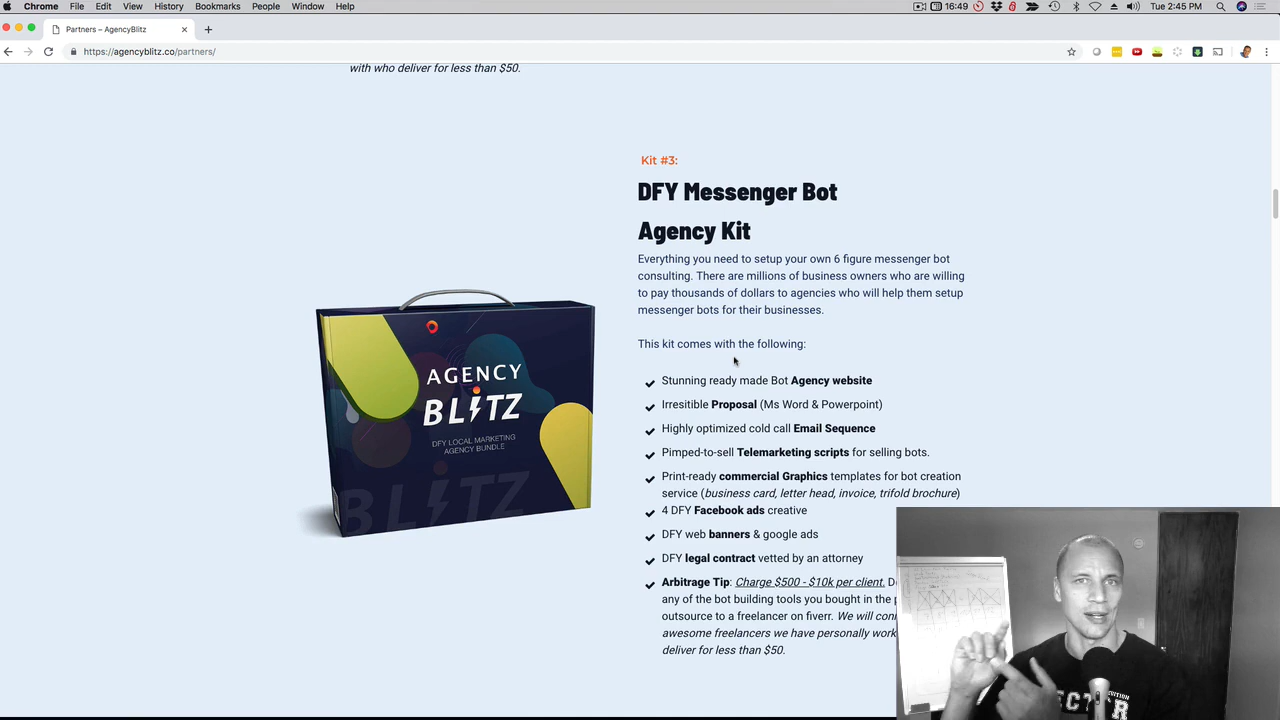 Chrome File Edit View History Bookmarks People Window Help 16:49 Tue 2:45 PM
Partners – AgencyBlitz
https://agencyblitz.co/partners/
with who deliver for less than $50.
Kit #3:
DFY Messenger Bot
Agency Kit
Everything you need to setup your own 6 figure messenger bot
consulting. There are millions of business owners who are willing
to pay thousands of dollars to agencies who will help them setup
messenger bots for their businesses.
This kit comes with the following:
Stunning ready made Bot Agency website
Irresitible Proposal (Ms Word & Powerpoint)
Highly optimized cold call Email Sequence
Pimped-to-sell Telemarketing scripts for selling bots.
Print-ready commercial Graphics templates for bot creation
service (business card, letter head, invoice, trifold brochure)
4 DFY Facebook ads creative
DFY web banners & google ads
DFY legal contract vetted by an attorney
Arbitrage Tip: Charge $500 - $10k per client.
any of the bot building tools you bought in the
outsource to a freelancer on fiverr. We will
awesome freelancers we have personally work
deliver for less than $50.
AGENCY
BLITZ
DFY LOCAL MARKETING
AGENCY BUNDLE
BLITZ